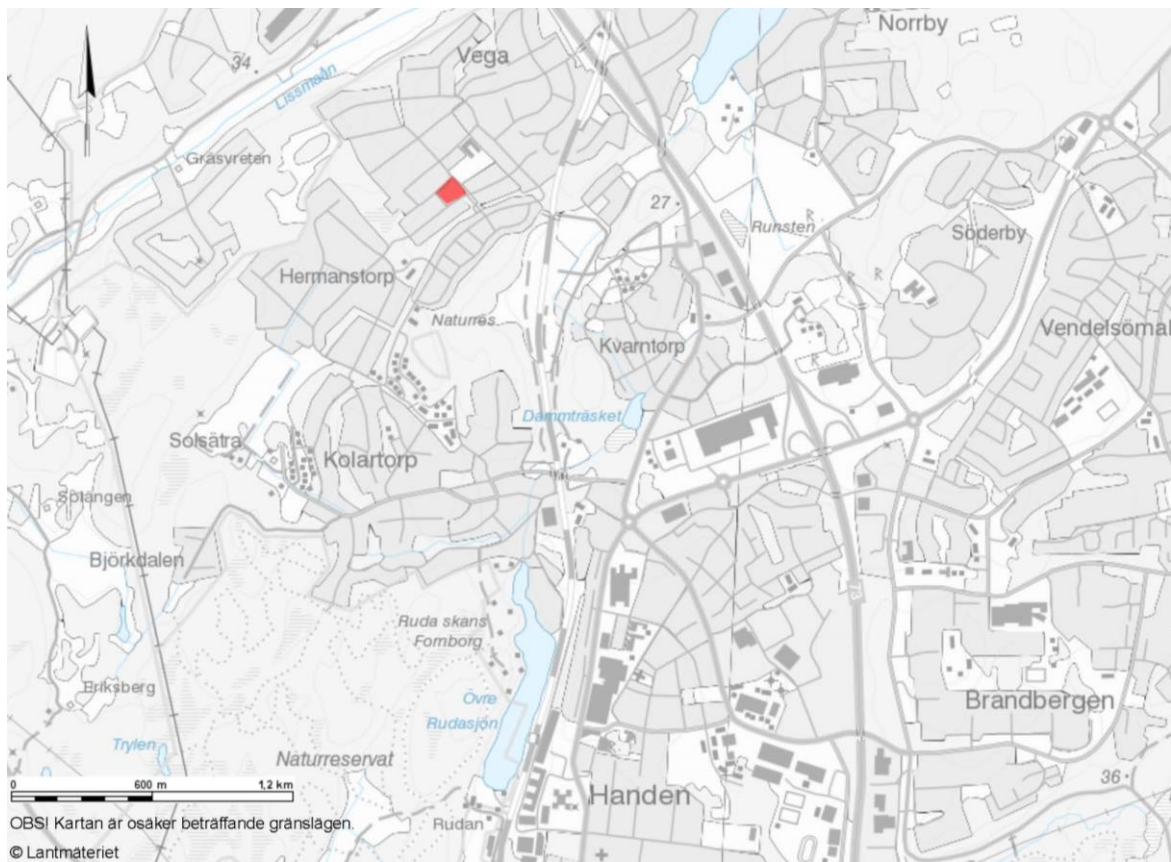 Norrby
Vega
34
Lissmaån
Gräsvreten
27
Runsten
Söderby
Hermanstorp
Naturres
Kvarntorp
Vendelsömal
Dammträsket
Solsätra
Kolartorp
Solängen
Björkdalen
Ruda skans
Fornborg
Eriksberg
Övre
Rudasjön
Brandbergen
Trylen
Naturreservat
36
0 600 m 1,2 km
Handen
OBS! Kartan är osäker beträffande gränslägen.
Rudan
© Lantmäteriet